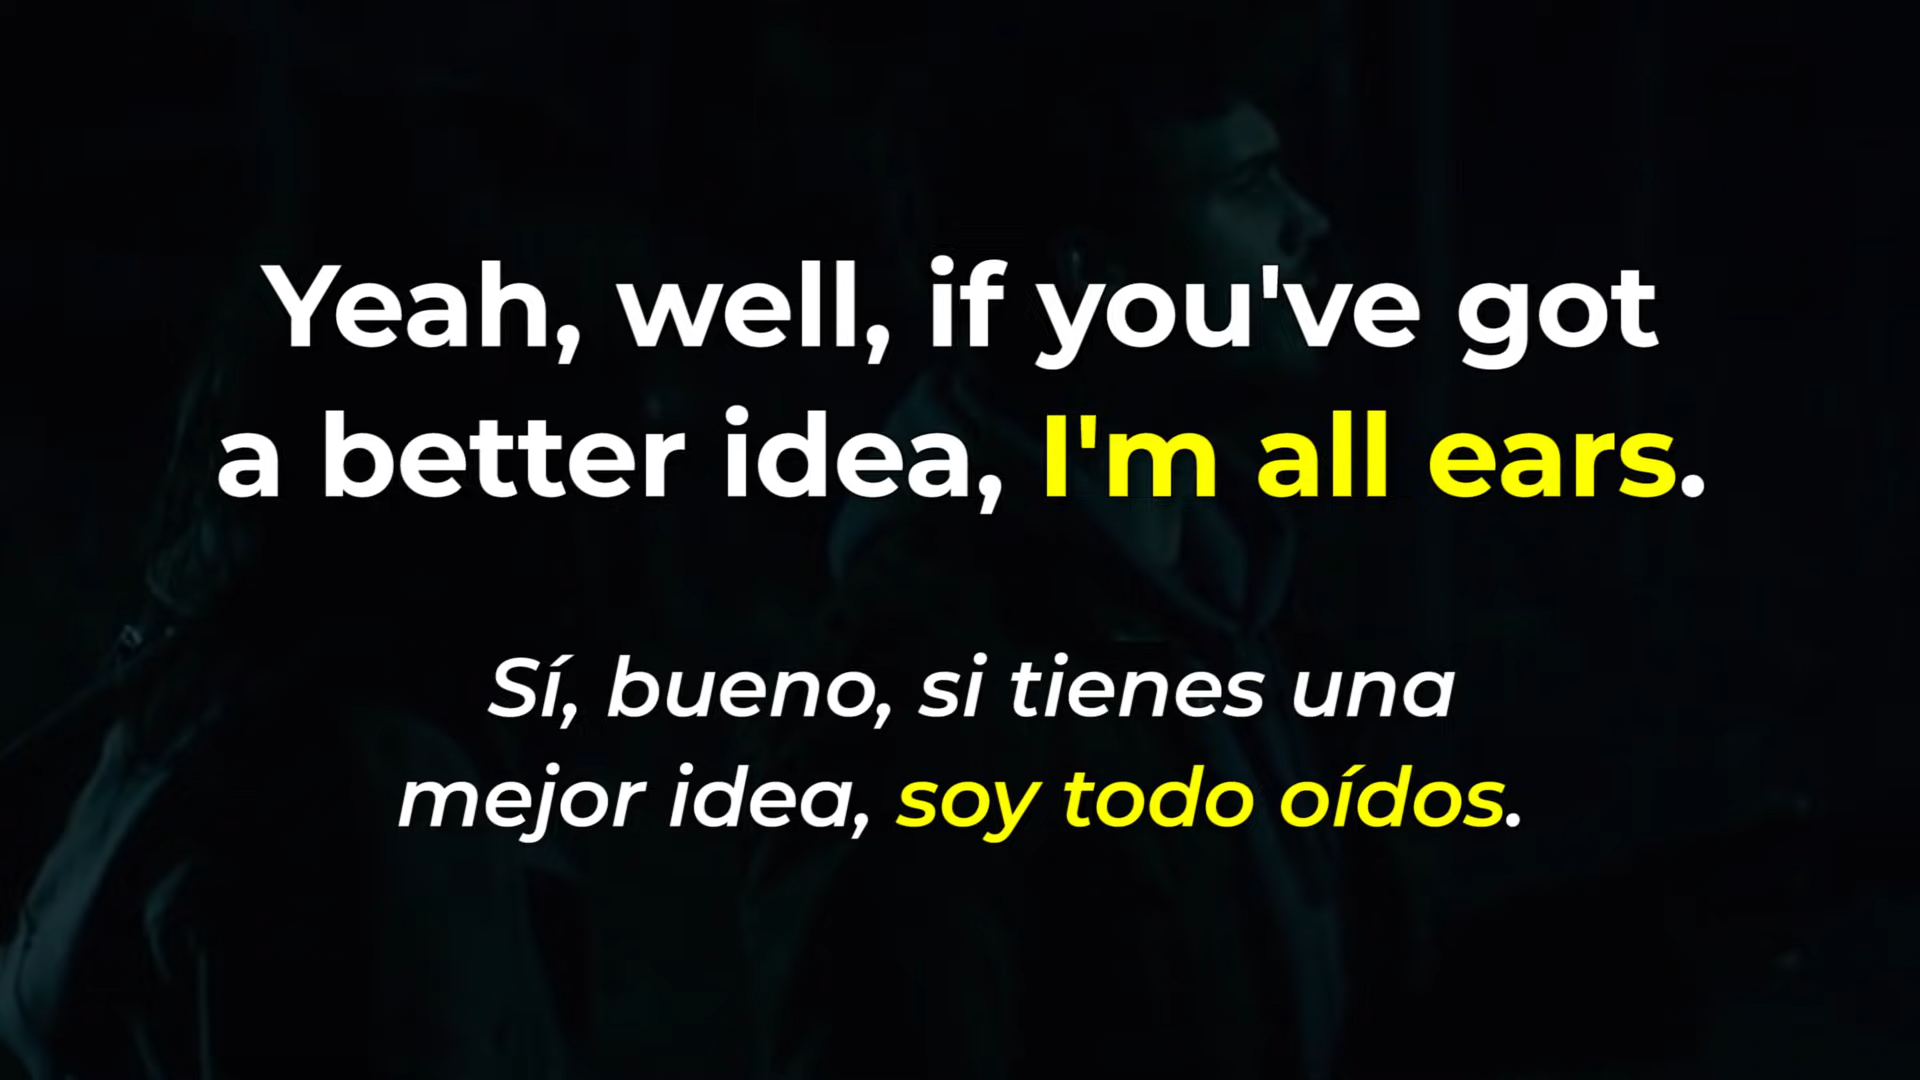 Yeah, well, if you've got
a better idea, I'm all ears.
Sí, bueno, si tienes una
mejor idea, soy todo oídos.